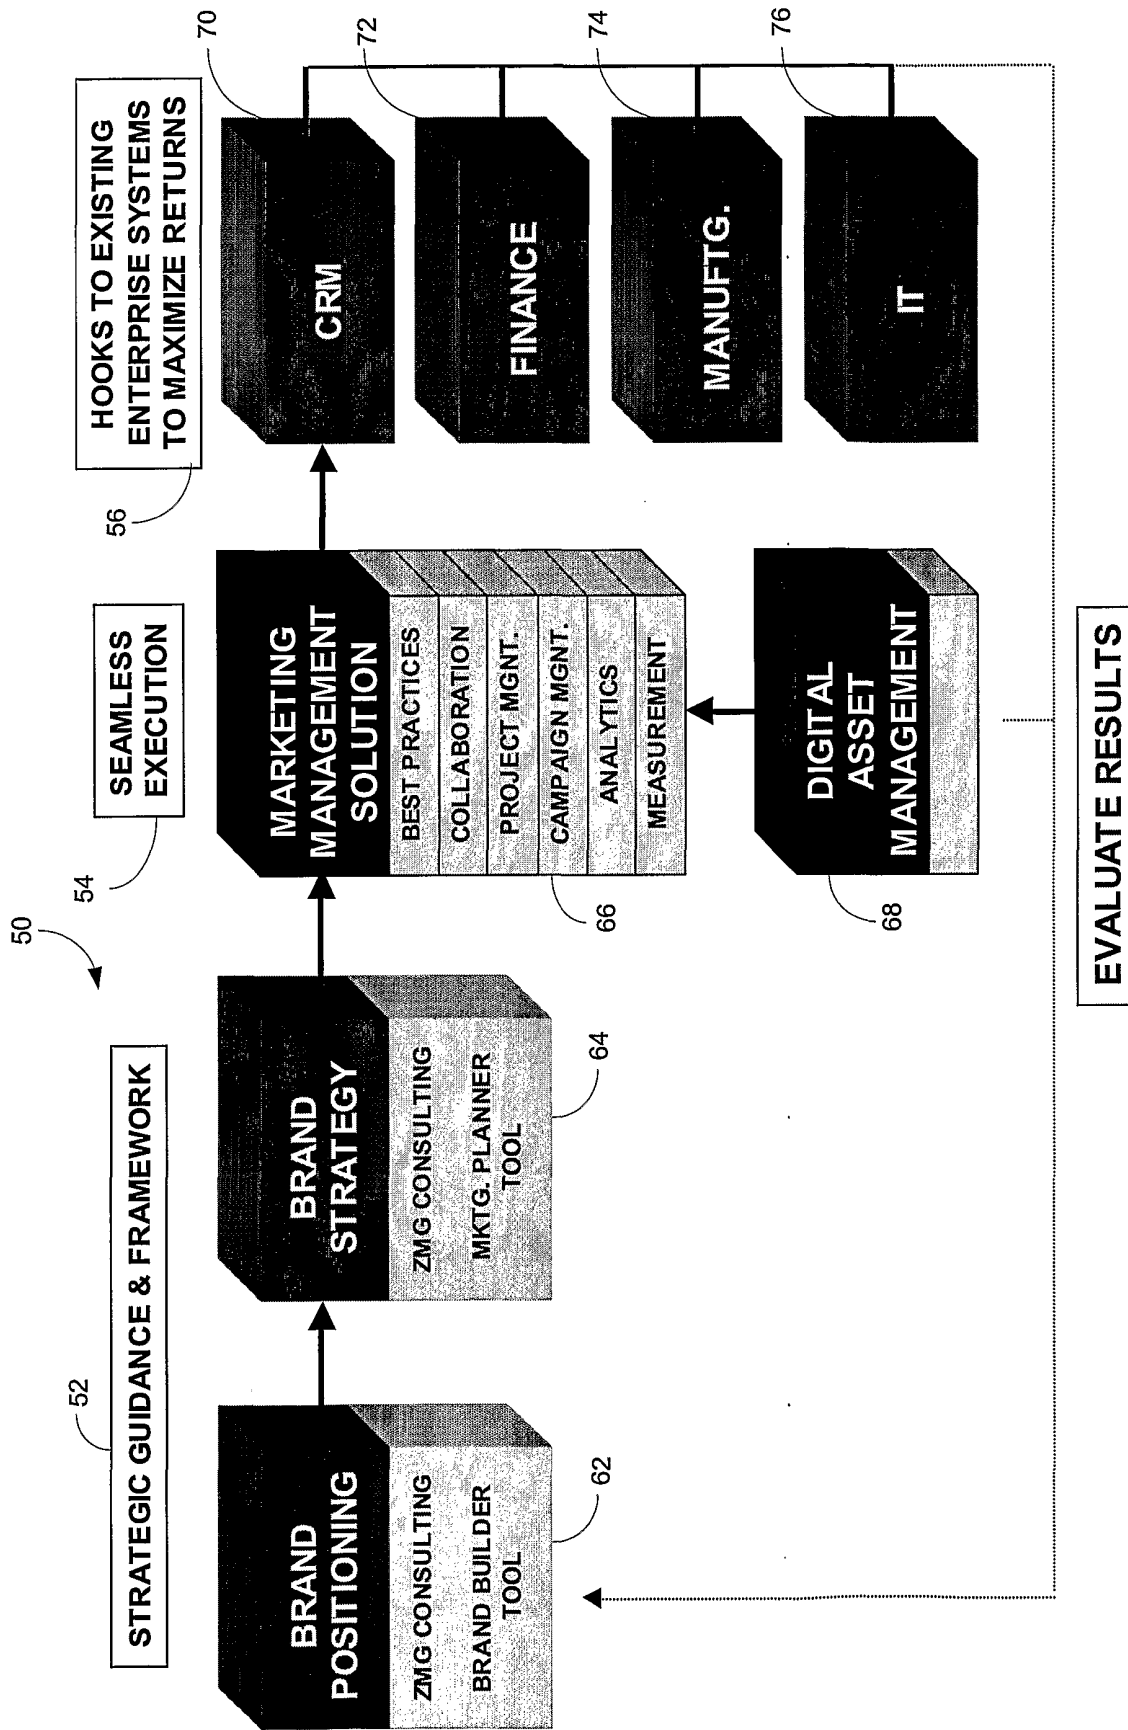 50
52
STRATEGIC GUIDANCE & FRAMEWORK
54
SEAMLESS
EXECUTION
56
HOOKS TO EXISTING
ENTERPRISE SYSTEMS
TO MAXIMIZE RETURNS
BRAND
POSITIONING
ZMG CONSULTING
BRAND BUILDER
TOOL
62
BRAND
STRATEGY
ZMG CONSULTING
MKTG. PLANNER
TOOL
64
MARKETING
MANAGEMENT
SOLUTION
BEST PRACTICES
COLLABORATION
PROJECT MGNT.
CAMPAIGN MGNT.
ANALYTICS
MEASUREMENT
66
DIGITAL
ASSET
MANAGEMENT
68
CRM
70
FINANCE
72
MANUFTG.
74
IT
76
EVALUATE RESULTS